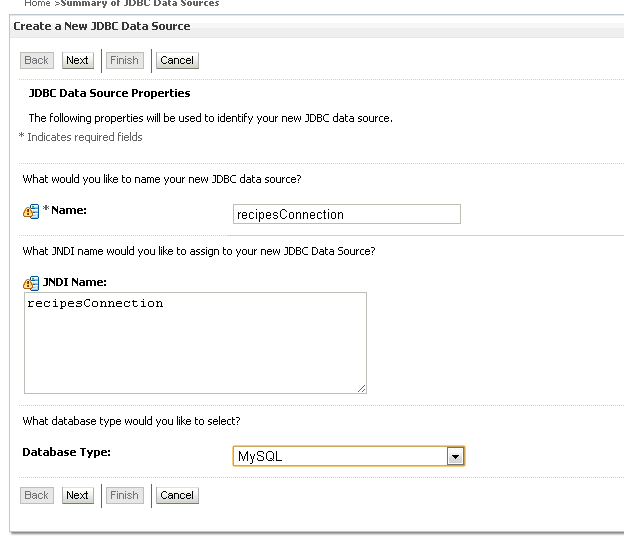 Home >Summary of JDBC Data Sources
Create a New JDBC Data Source
Back Next Finish Cancel
JDBC Data Source Properties
The following properties will be used to identify your new JDBC data source.
* Indicates required fields
What would you like to name your new JDBC data source?
* Name: recipesConnection
What JNDI name would you like to assign to your new JDBC Data Source?
JNDI Name:
recipesConnection
What database type would you like to select?
Database Type: MySQL
Back Next Finish Cancel